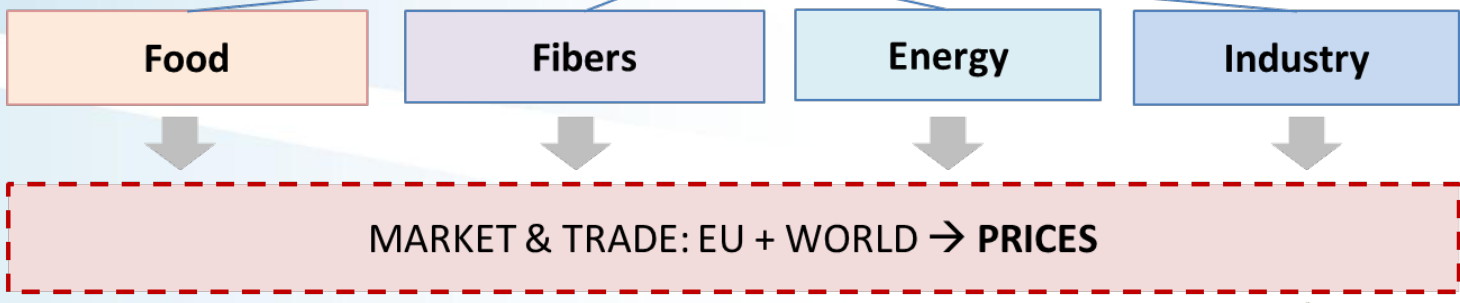 Food
Fibers
Energy
Industry
MARKET & TRADE: EU + WORLD → PRICES